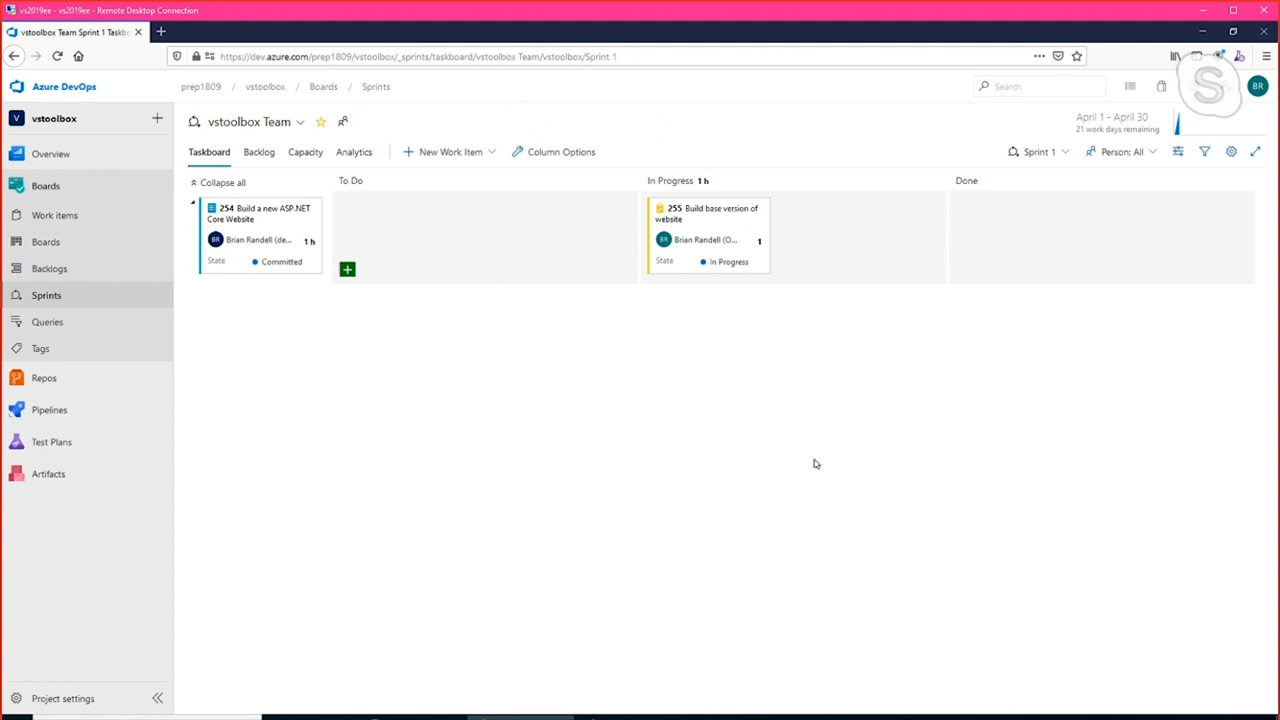 vs2019ee - vs2019ee - Remote Desktop Connection
vstoolbox Team Sprint 1 Taskbo
https://dev.azure.com/prep1809/vstoolbox/_sprints/taskboard/vstoolbox Team/vstoolbox/Sprint 1
Azure DevOps
prep1809 / vstoolbox / Boards / Sprints
Search
BR
V vstoolbox
vstoolbox Team
April 1 - April 30
21 work days remaining
Overview
Boards
Work items
Boards
Backlogs
Sprints
Queries
Tags
Repos
Pipelines
Test Plans
Artifacts
Project settings
Taskboard Backlog Capacity Analytics New Work Item Column Options
Sprint 1 Person: All
Collapse all
To Do
In Progress 1 h
Done
254 Build a new ASP.NET
Core Website
BR Brian Randell (de... 1 h
State Committed
255 Build base version of
website
BR Brian Randell (O... 1
State In Progress
S